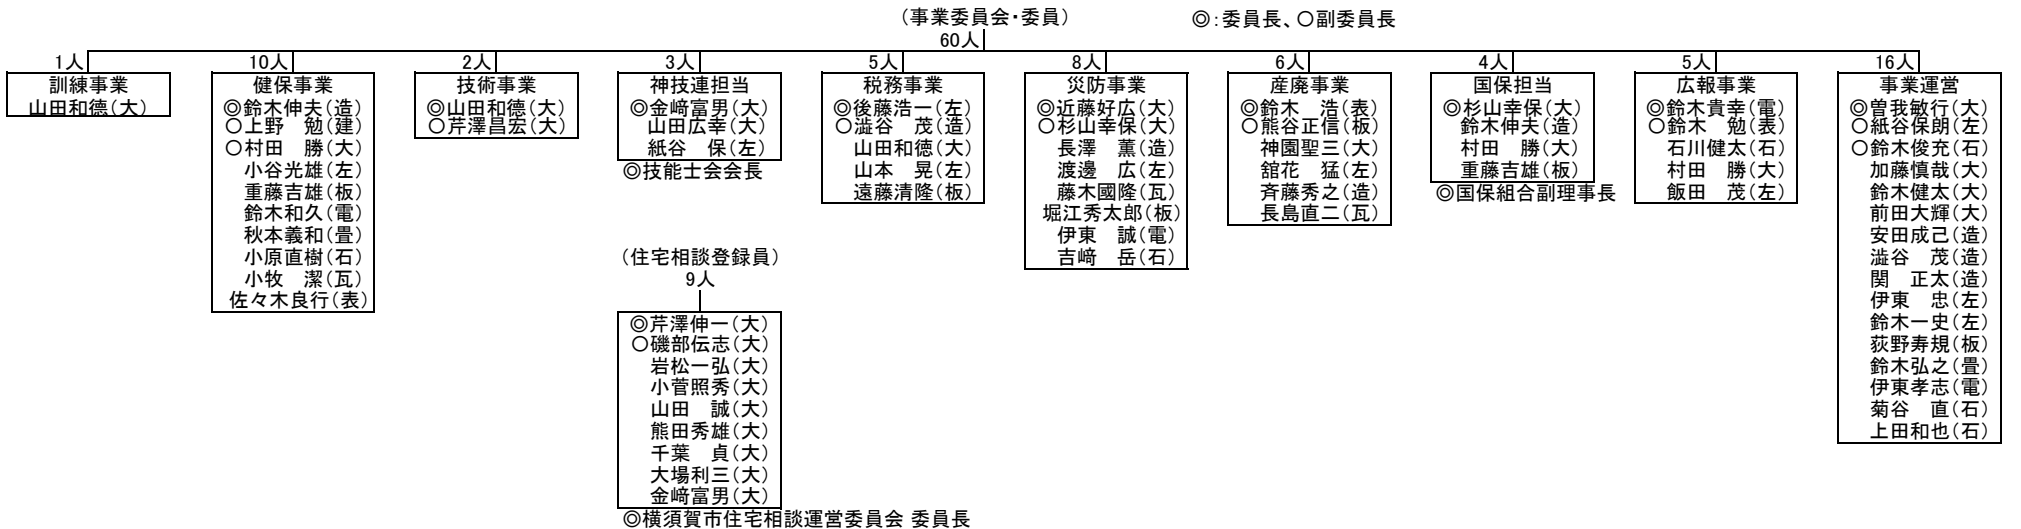 （事業委員会・委員）
◎：委員長、〇副委員長
60人
1人
訓練事業
山田和德（大）
10人
健保事業
◎鈴木伸夫（造）
〇上野　勉（建）
〇村田　勝（大）
小谷光雄（左）
重藤吉雄（板）
鈴木和久（電）
秋本義和（畳）
小原直樹（石）
小牧　潔（瓦）
佐々木良行（表）
2人
技術事業
◎山田和德（大）
〇芹澤昌宏（大）
3人
神技連担当
◎金﨑富男（大）
山田広幸（大）
紙谷　保（左）
◎技能士会会長
5人
税務事業
◎後藤浩一（左）
〇澁谷　茂（造）
山田和徳（大）
山本　晃（左）
遠藤清隆（板）
8人
災防事業
◎近藤好広（大）
〇杉山幸保（大）
長澤　薫（造）
渡邊　広（左）
藤木國隆（瓦）
堀江秀太郎（板）
伊東　誠（電）
吉﨑　岳（石）
6人
産廃事業
◎鈴木　浩（表）
〇熊谷正信（板）
神園聖三（大）
舘花　猛（左）
斉藤秀之（造）
長島直二（瓦）
4人
国保担当
◎杉山幸保（大）
鈴木伸夫（造）
村田　勝（大）
重藤吉雄（板）
◎国保組合副理事長
5人
広報事業
◎鈴木貴幸（電）
〇鈴木　勉（表）
石川健太（石）
村田　勝（大）
飯田　茂（左）
16人
事業運営
◎曽我敏行（大）
〇紙谷保朗（左）
〇鈴木俊充（石）
加藤慎哉（大）
鈴木健太（大）
前田大輝（大）
安田成己（造）
澁谷　茂（造）
関　正太（造）
伊東　忠（左）
鈴木一史（左）
荻野寿規（板）
鈴木弘之（畳）
伊東孝志（電）
菊谷　直（石）
上田和也（石）
（住宅相談登録員）
9人
◎芹澤伸一（大）
〇磯部伝志（大）
岩松一弘（大）
小菅照秀（大）
山田　誠（大）
熊田秀雄（大）
千葉　貞（大）
大場利三（大）
金﨑富男（大）
◎横須賀市住宅相談運営委員会 委員長